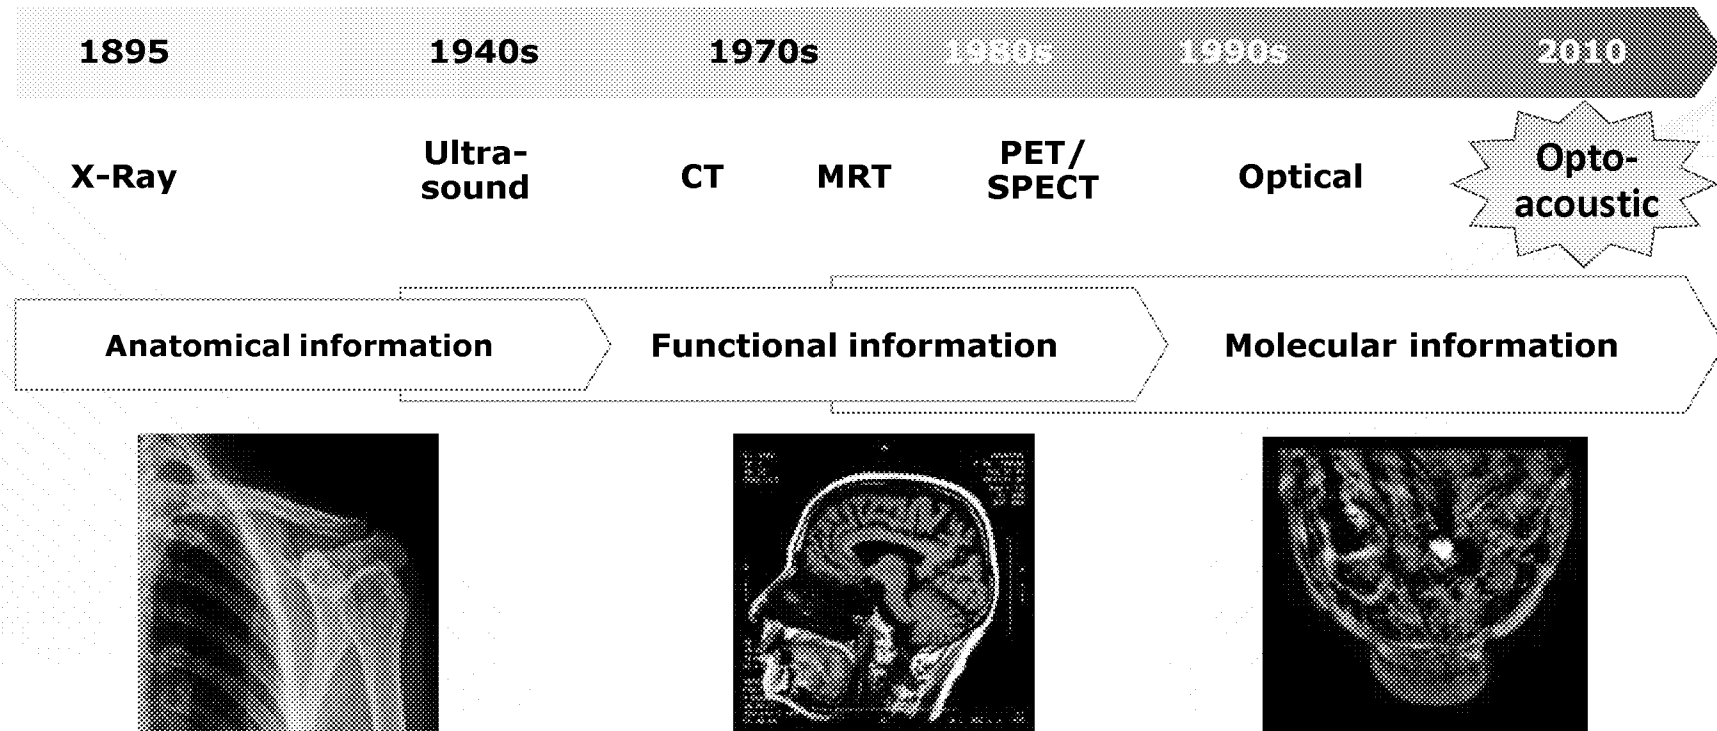 1895 1940s 1970s 1980s 1990s 2010
X-Ray
Ultra-
sound
CT
MRT
PET/
SPECT
Optical
Opto-
acoustic
Anatomical information
Functional information
Molecular information